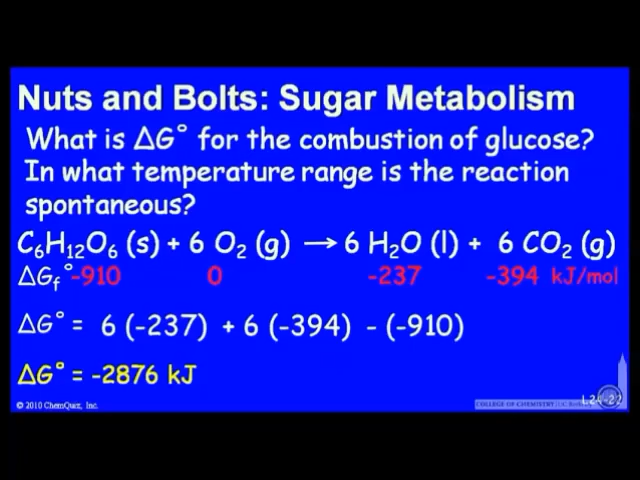 Nuts and Bolts: Sugar Metabolism
What is ΔG° for the combustion of glucose?
In what temperature range is the reaction
spontaneous?
C₆H₁₂O₆ (s) + 6 O₂ (g) → 6 H₂O (l) + 6 CO₂ (g)
ΔGf° -910 0 -237 -394 kJ/mol
ΔG° = 6 (-237) + 6 (-394) - (-910)
ΔG° = -2876 kJ
© 2010 ChemQuiz, Inc.
COLLEGE OF CHEMISTRY
L24-22